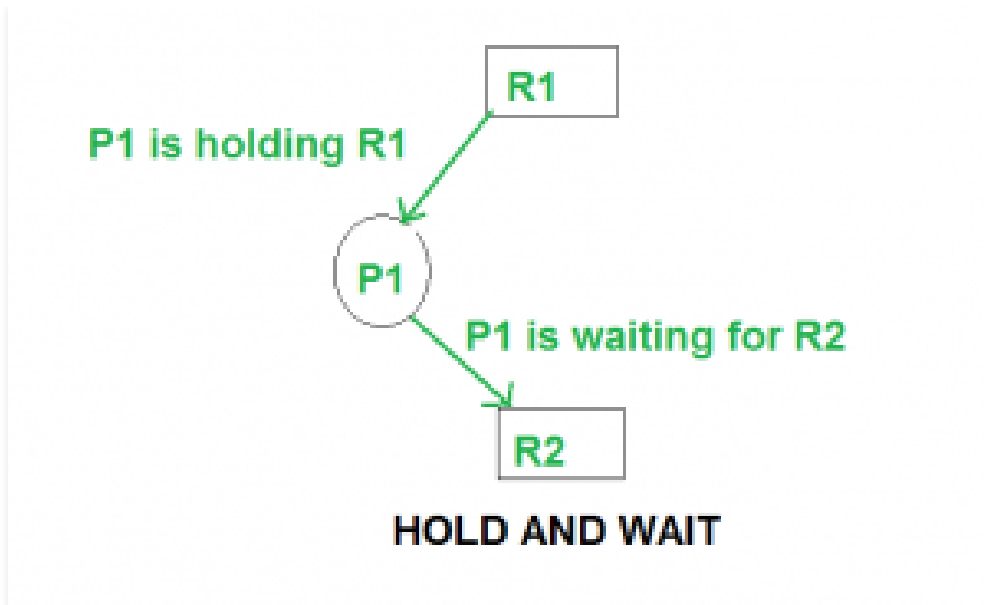 R1
P1 is holding R1
P1
P1 is waiting for R2
R2
HOLD AND WAIT